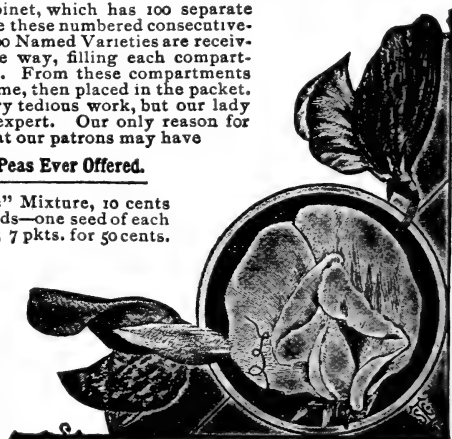 binet, which has 100 separate
e these numbered consecutive-
00 Named Varieties are receiv-
e way, filling each compart-
. From these compartments
me, then placed in the packet.
ry tedious work, but our lady
expert. Our only reason for
at our patrons may have
Peas Ever Offered.
s" Mixture, 10 cents
ds—one seed of each
; 7 pkts. for 50 cents.